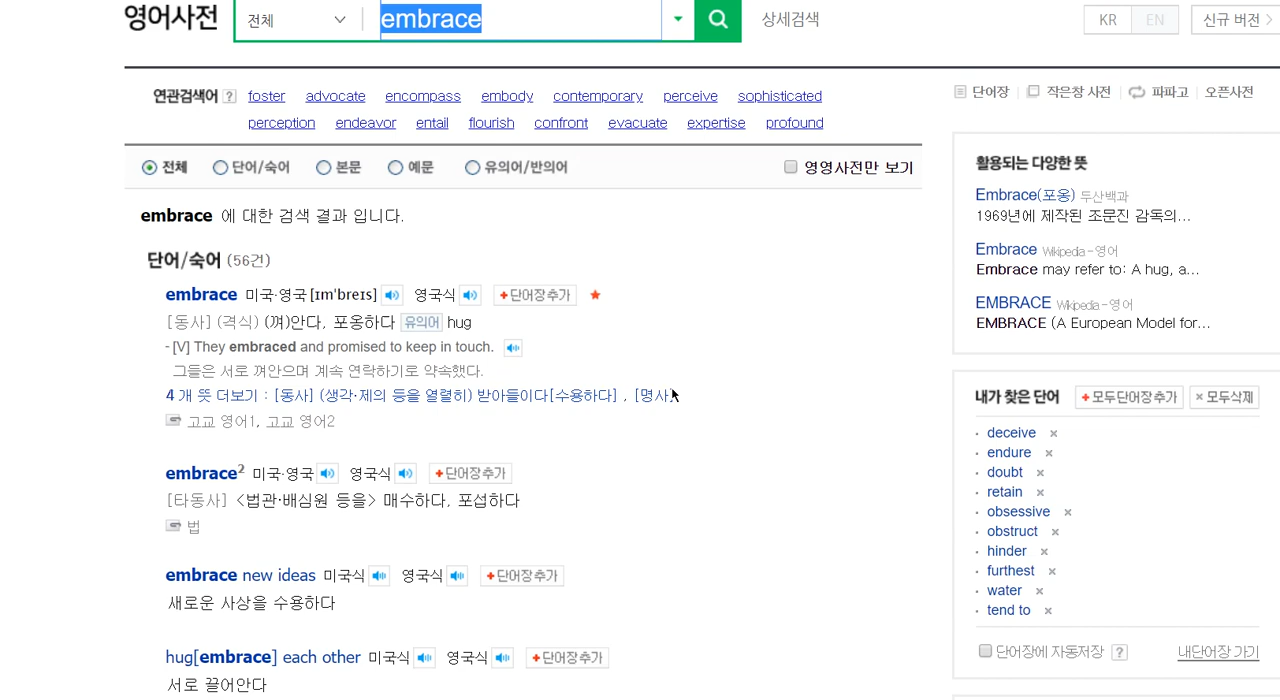 영어사전 전체 embrace 상세검색 KR EN 신규 버전 >
연관검색어 ? foster advocate encompass embody contemporary perceive sophisticated
perception endeavor entail flourish confront evacuate expertise profound
단어장 작은창 사전 파파고 오픈사전
전체 단어/숙어 본문 예문 유의어/반의어 영영사전만 보기
embrace 에 대한 검색 결과 입니다.
단어/숙어 (56건)
embrace 미국·영국 [ɪmˈbreɪs] 영국식 +단어장추가 ★
[동사] (격식) (껴)안다, 포옹하다 유의어 hug
- [V] They embraced and promised to keep in touch.
그들은 서로 껴안으며 계속 연락하기로 약속했다.
4 개 뜻 더보기 : [동사] (생각·제의 등을 열렬히) 받아들이다[수용하다] , [명사]
고교 영어1, 고교 영어2
embrace2 미국·영국 영국식 +단어장추가
[타동사] <법관·배심원 등을> 매수하다, 포섭하다
법
embrace new ideas 미국식 영국식 +단어장추가
새로운 사상을 수용하다
hug[embrace] each other 미국식 영국식 +단어장추가
서로 끌어안다
활용되는 다양한 뜻
Embrace(포옹) 두산백과
1969년에 제작된 조문진 감독의...
Embrace Wikipedia-영어
Embrace may refer to: A hug, a...
EMBRACE Wikipedia-영어
EMBRACE (A European Model for...
내가 찾은 단어 +모두단어장추가 ×모두삭제
· deceive ×
· endure ×
· doubt ×
· retain ×
· obsessive ×
· obstruct ×
· hinder ×
· furthest ×
· water ×
· tend to ×
단어장에 자동저장 ? 내단어장 가기